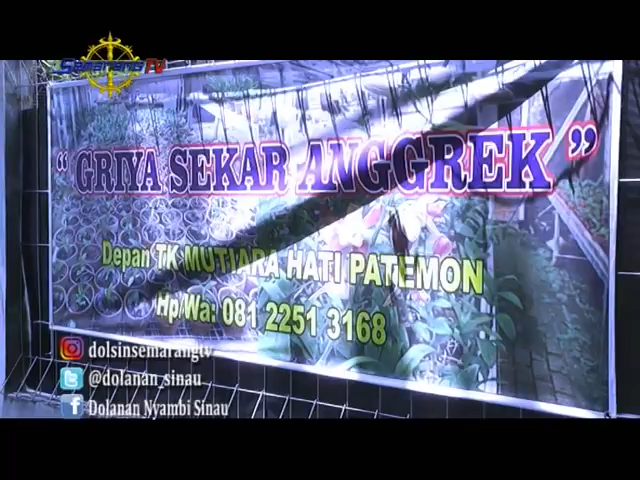 Semarang TV
“ GRIYA SEKAR ANGGREK ”
Depan TK MUTIARA HATI PATEMON
Hp/Wa: 081 2251 3168
dolsinsemarangtv
@dolanan_sinau
Dolanan Nyambi Sinau